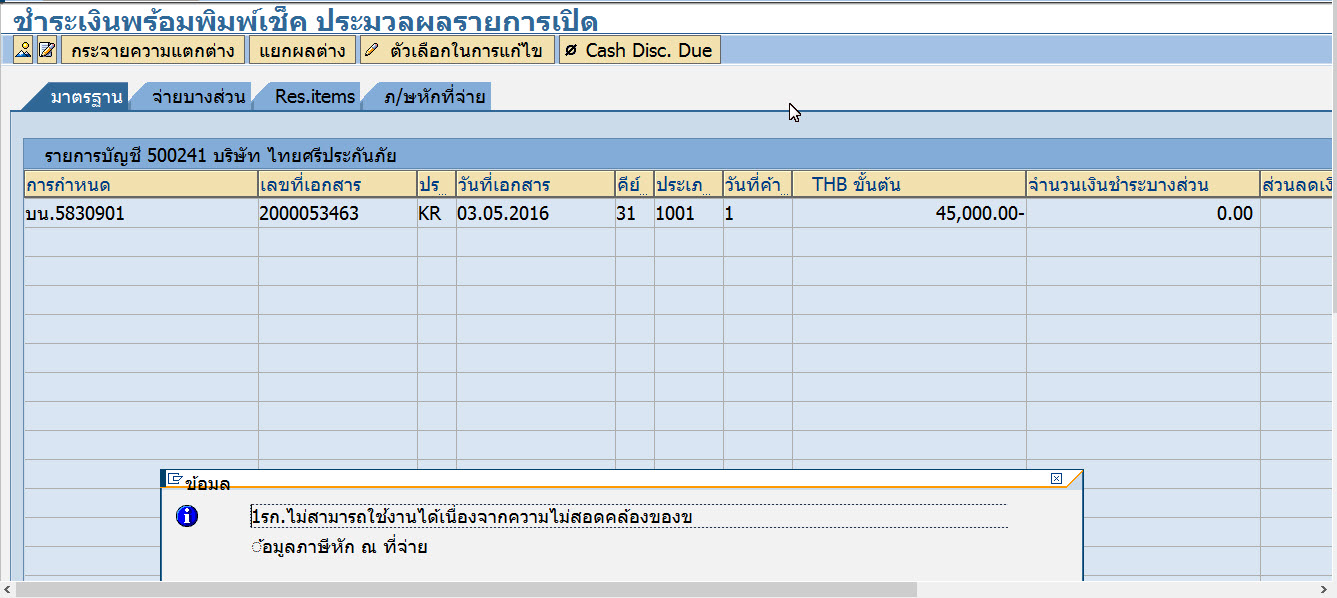 ชำระเงินพร้อมพิมพ์เช็ค ประมวลผลรายการเปิด
กระจายความแตกต่าง แยกผลต่าง ตัวเลือกในการแก้ไข Cash Disc. Due
มาตรฐาน จ่ายบางส่วน Res.items ภ/ษหักที่จ่าย
รายการบัญชี 500241 บริษัท ไทยศรีประกันภัย
การกำหนด เลขที่เอกสาร ปร วันที่เอกสาร คีย์ ประเภ วันที่ค้า THB ขั้นต้น จำนวนเงินชำระบางส่วน ส่วนลดเงิ
บน.5830901 2000053463 KR 03.05.2016 31 1001 1 45,000.00- 0.00
ข้อมูล
1รก.ไม่สามารถใช้งานได้เนื่องจากความไม่สอดคล้องของข
้อมูลภาษีหัก ณ ที่จ่าย